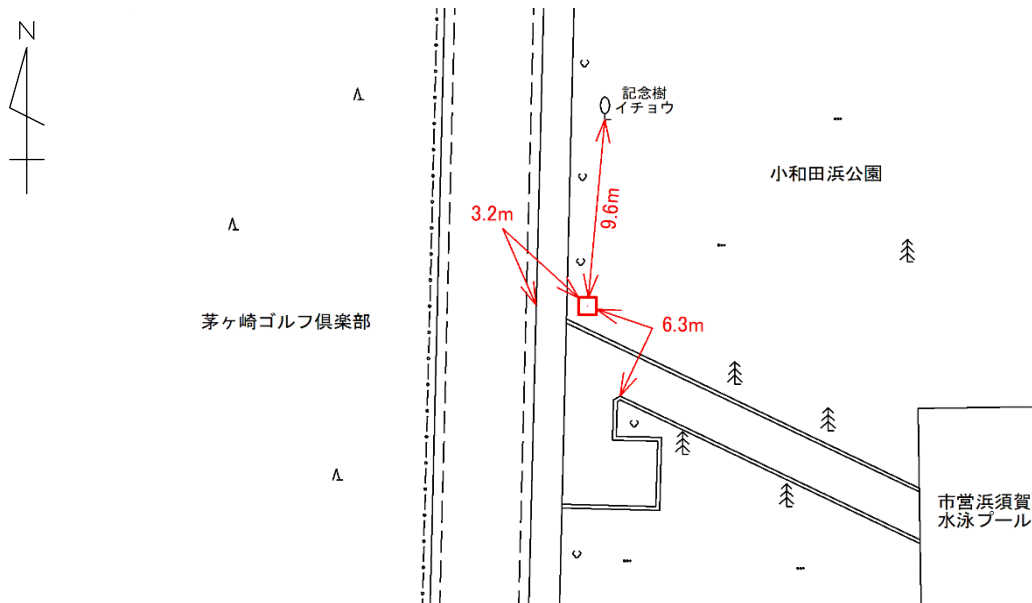 N
記念樹
イチョウ
小和田浜公園
3.2m
9.6m
茅ヶ崎ゴルフ倶楽部
6.3m
市営浜須賀
水泳プール